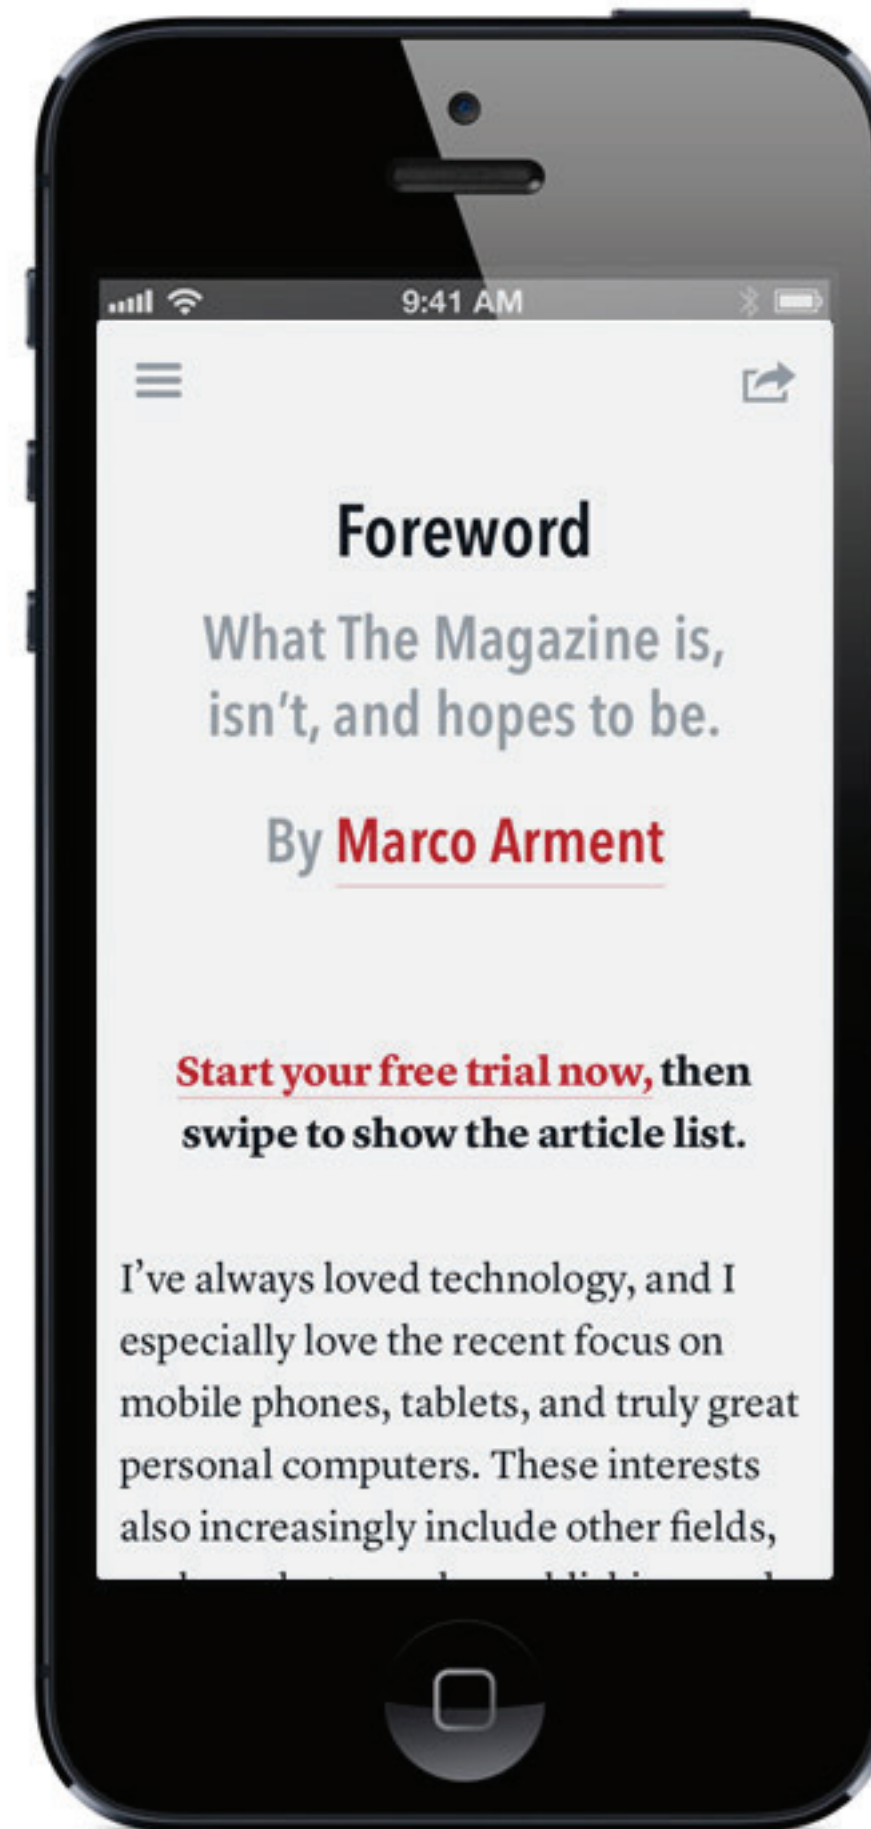 9:41 AM
Foreword
What The Magazine is,
isn’t, and hopes to be.
By Marco Arment
Start your free trial now, then
swipe to show the article list.
I’ve always loved technology, and I
especially love the recent focus on
mobile phones, tablets, and truly great
personal computers. These interests
also increasingly include other fields,